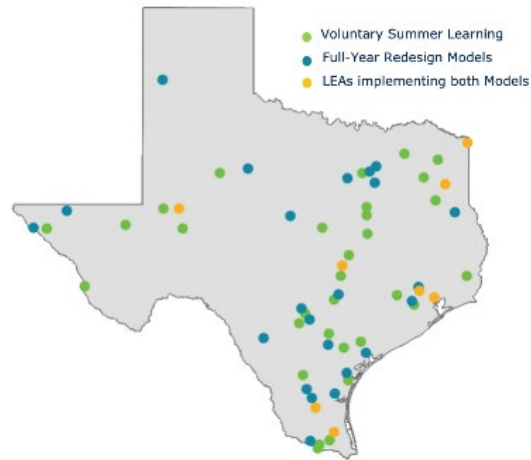 Voluntary Summer Learning
Full-Year Redesign Models
LEAs implementing both Models